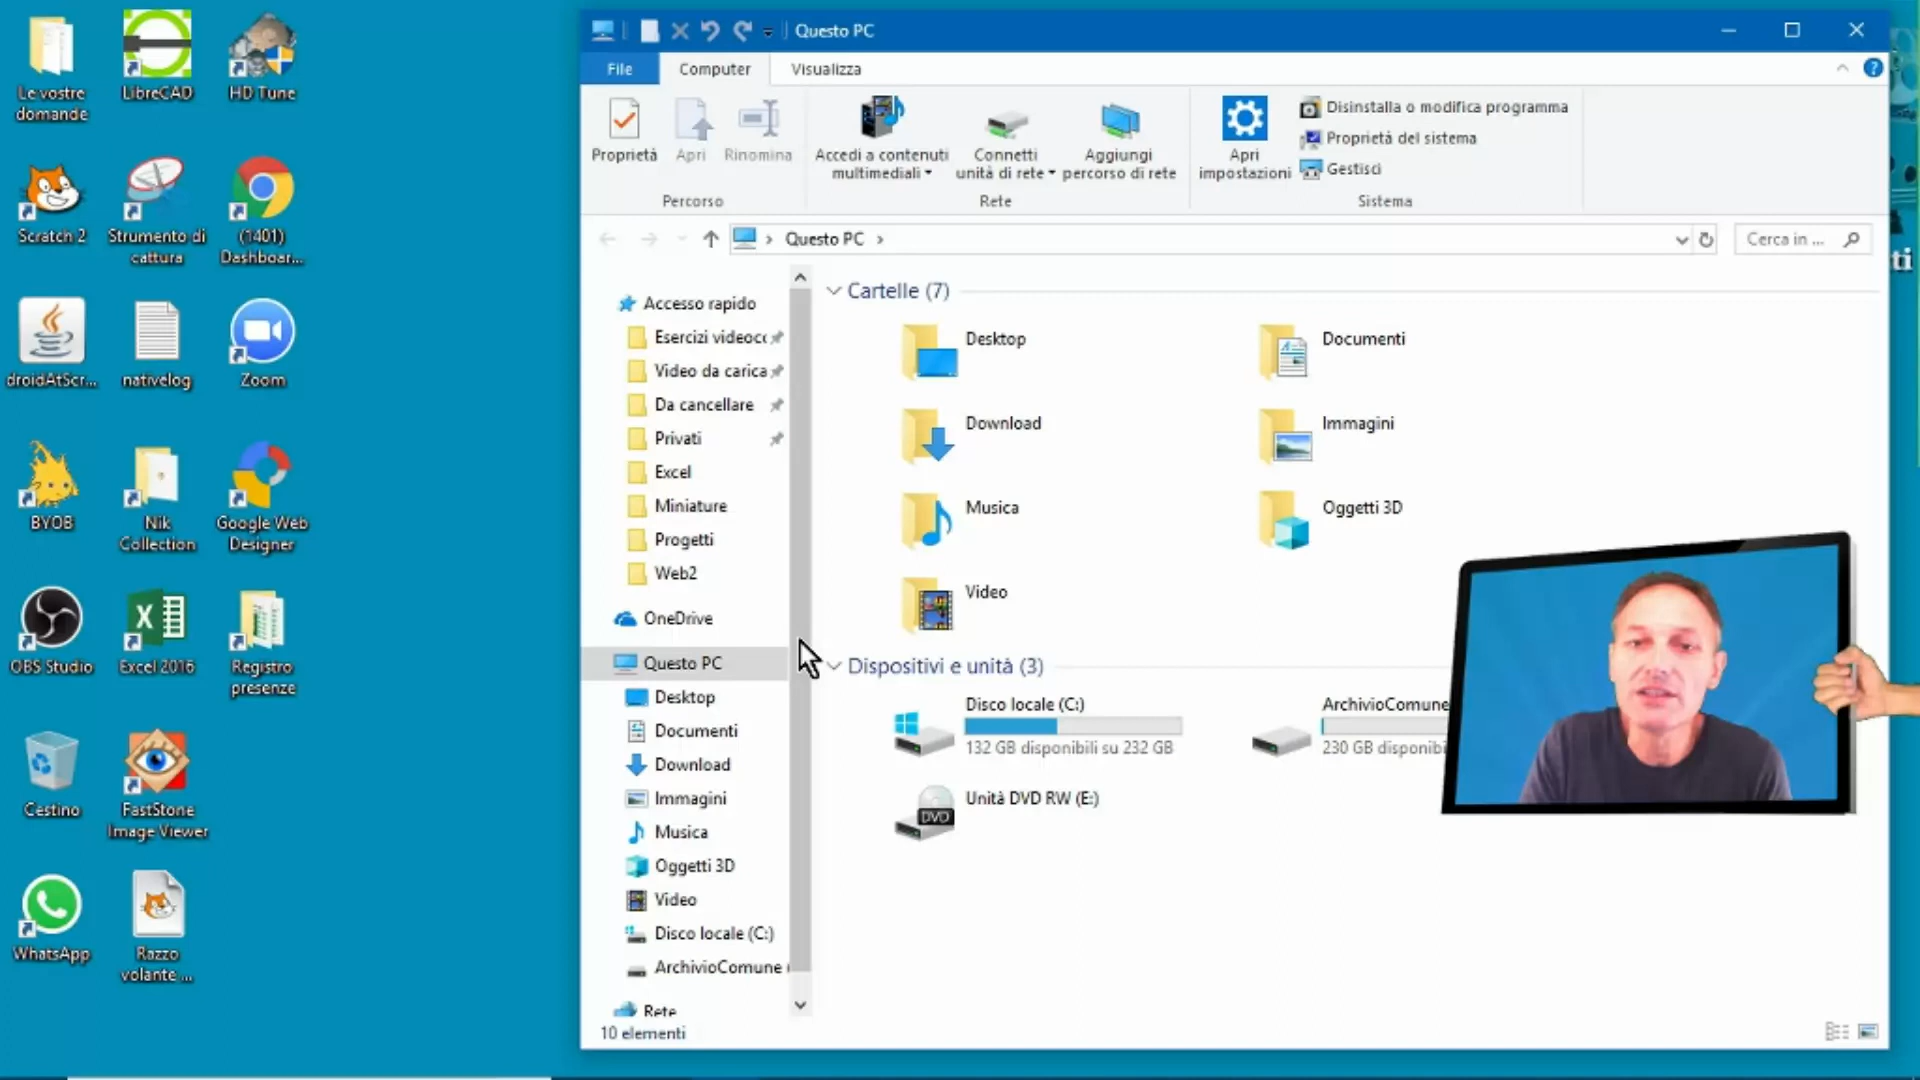 Le vostre
domande
LibreCAD
HD Tune
Scratch 2
Strumento di
cattura
(1401)
Dashboar...
droidAtScr...
nativelog
Zoom
BYOB
Nik
Collection
Google Web
Designer
OBS Studio
Excel 2016
Registro
presenze
Cestino
FastStone
Image Viewer
WhatsApp
Razzo
volante ...
Questo PC
File
Computer
Visualizza
Proprietà
Apri
Rinomina
Percorso
Accedi a contenuti
multimediali
Connetti
unità di rete
Aggiungi
percorso di rete
Rete
Apri
impostazioni
Disinstalla o modifica programma
Proprietà del sistema
Gestisci
Sistema
Questo PC
Cerca in ...
ti
Accesso rapido
Esercizi videoc
Video da carica
Da cancellare
Privati
Excel
Miniature
Progetti
Web2
OneDrive
Questo PC
Desktop
Documenti
Download
Immagini
Musica
Oggetti 3D
Video
Disco locale (C:)
ArchivioComune (
Rete
10 elementi
Cartelle (7)
Desktop
Documenti
Download
Immagini
Musica
Oggetti 3D
Video
Dispositivi e unità (3)
Disco locale (C:)
132 GB disponibili su 232 GB
ArchivioComune
230 GB disponibi
DVD
Unità DVD RW (E:)